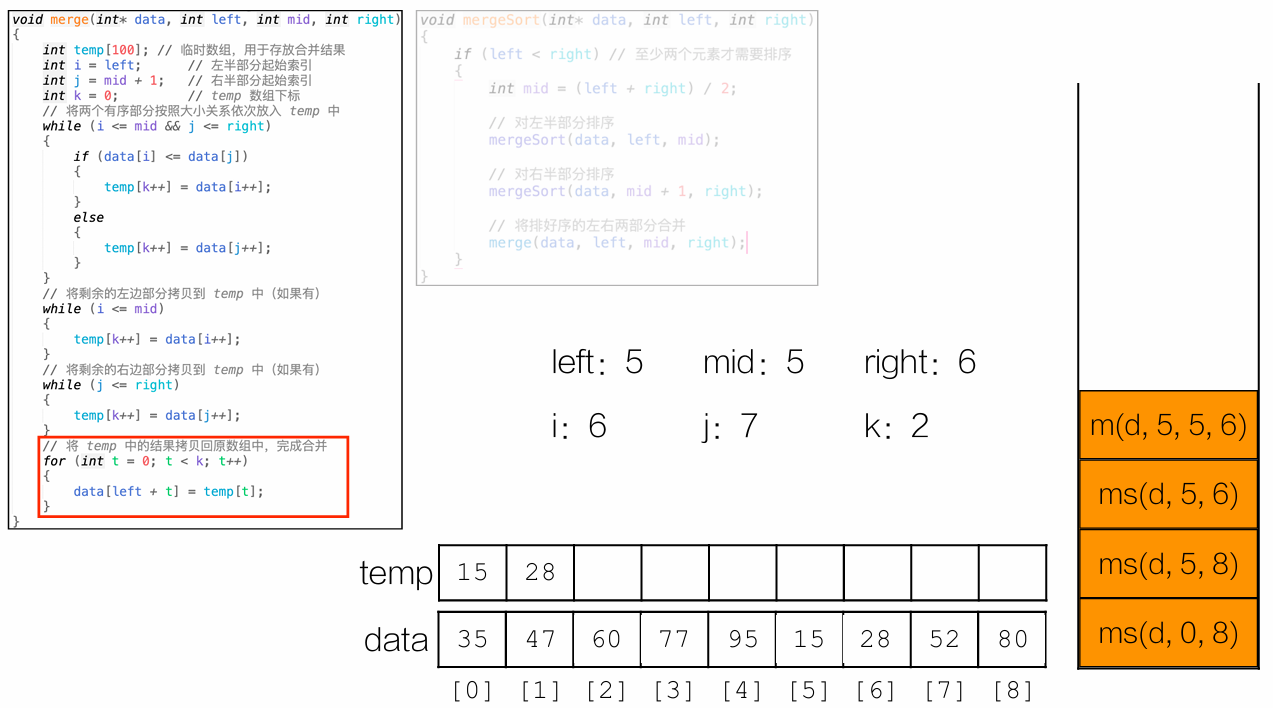 void merge(int* data, int left, int mid, int right)
{
    int temp[100]; // 临时数组，用于存放合并结果
    int i = left;      // 左半部分起始索引
    int j = mid + 1;   // 右半部分起始索引
    int k = 0;         // temp 数组下标
    // 将两个有序部分按照大小关系依次放入 temp 中
    while (i <= mid && j <= right)
    {
        if (data[i] <= data[j])
        {
            temp[k++] = data[i++];
        }
        else
        {
            temp[k++] = data[j++];
        }
    }
    // 将剩余的左边部分拷贝到 temp 中（如果有）
    while (i <= mid)
    {
        temp[k++] = data[i++];
    }
    // 将剩余的右边部分拷贝到 temp 中（如果有）
    while (j <= right)
    {
        temp[k++] = data[j++];
    }
    // 将 temp 中的结果拷贝回原数组中，完成合并
    for (int t = 0; t < k; t++)
    {
        data[left + t] = temp[t];
    }
}
void mergeSort(int* data, int left, int right)
{
    if (left < right) // 至少两个元素才需要排序
    {
        int mid = (left + right) / 2;
        // 对左半部分排序
        mergeSort(data, left, mid);
        // 对右半部分排序
        mergeSort(data, mid + 1, right);
        // 将排好序的左右两部分合并
        merge(data, left, mid, right);
    }
}
left: 5 mid: 5 right: 6
i: 6 j: 7 k: 2
m(d, 5, 5, 6)
ms(d, 5, 6)
ms(d, 5, 8)
ms(d, 0, 8)
temp 15 28
data 35 47 60 77 95 15 28 52 80
[0] [1] [2] [3] [4] [5] [6] [7] [8]